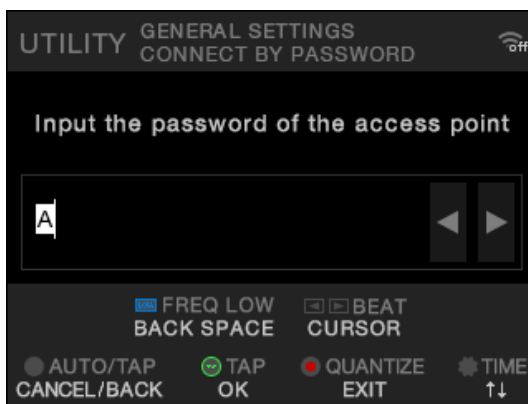 UTILITY GENERAL SETTINGS
CONNECT BY PASSWORD
off
Input the password of the access point
A
FREQ LOW BEAT
BACK SPACE CURSOR
AUTO/TAP TAP QUANTIZE TIME
CANCEL/BACK OK EXIT ↑↓